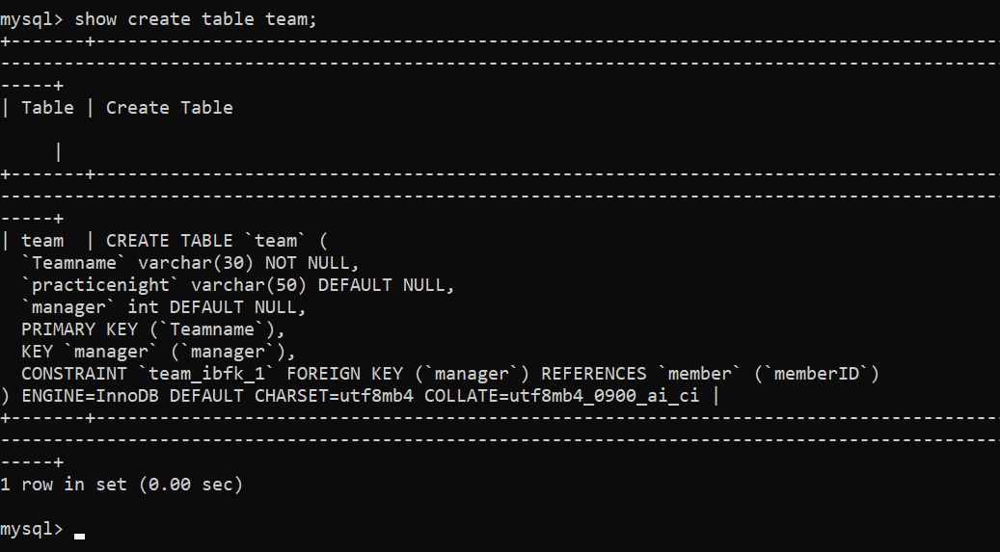 mysql> show create table team;
+-------+---------------------------------------------------------------------------------------
-----------------------------------------------------------------------------------------------
-----+
| Table | Create Table

     |
+-------+---------------------------------------------------------------------------------------
-----------------------------------------------------------------------------------------------
-----+
| team  | CREATE TABLE `team` (
  `Teamname` varchar(30) NOT NULL,
  `practicenight` varchar(50) DEFAULT NULL,
  `manager` int DEFAULT NULL,
  PRIMARY KEY (`Teamname`),
  KEY `manager` (`manager`),
  CONSTRAINT `team_ibfk_1` FOREIGN KEY (`manager`) REFERENCES `member` (`memberID`)
) ENGINE=InnoDB DEFAULT CHARSET=utf8mb4 COLLATE=utf8mb4_0900_ai_ci |
+-------+---------------------------------------------------------------------------------------
-----------------------------------------------------------------------------------------------
-----+
1 row in set (0.00 sec)

mysql>